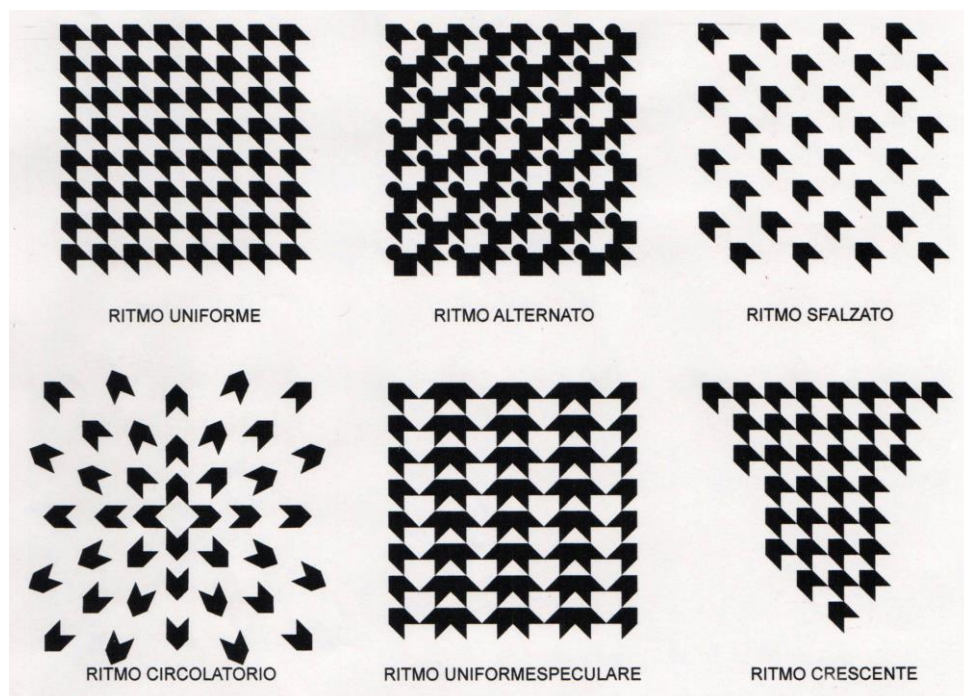 RITMO UNIFORME
RITMO ALTERNATO
RITMO SFALZATO
RITMO CIRCOLATORIO
RITMO UNIFORMESPECULARE
RITMO CRESCENTE